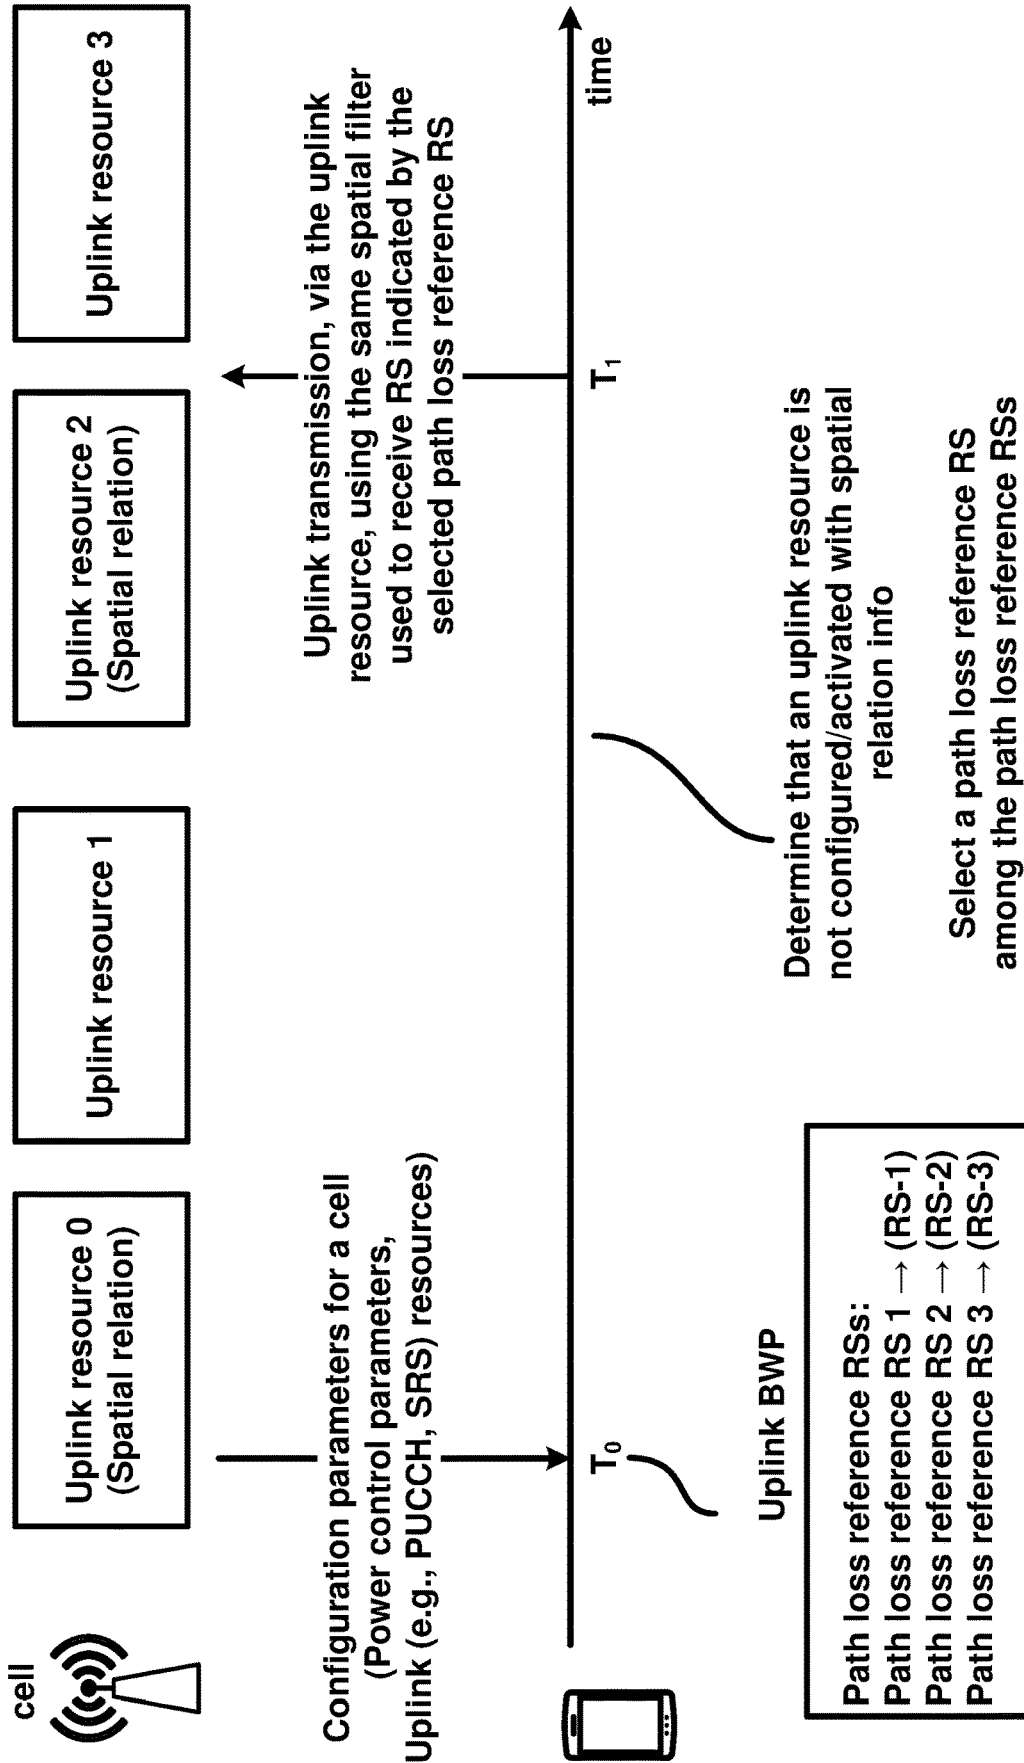 cell
Uplink resource 0
(Spatial relation)
Uplink resource 1
Uplink resource 2
(Spatial relation)
Uplink resource 3
Configuration parameters for a cell
(Power control parameters,
Uplink (e.g., PUCCH, SRS) resources)
Uplink transmission, via the uplink
resource, using the same spatial filter
used to receive RS indicated by the
selected path loss reference RS
T0
T1
time
Uplink BWP
Path loss reference RSs:
Path loss reference RS 1 → (RS-1)
Path loss reference RS 2 → (RS-2)
Path loss reference RS 3 → (RS-3)
Determine that an uplink resource is
not configured/activated with spatial
relation info
Select a path loss reference RS
among the path loss reference RSs